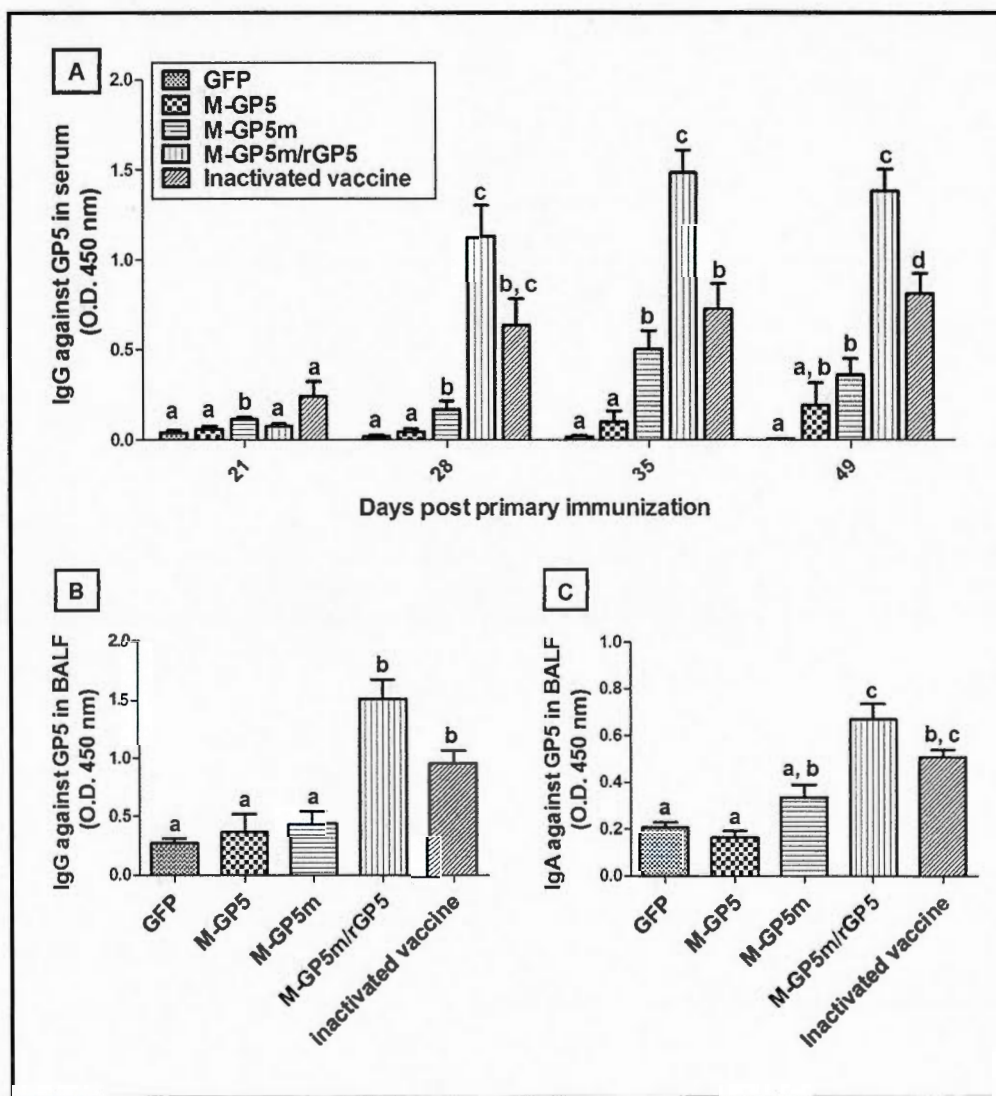 A
GFP
M-GP5
M-GP5m
M-GP5m/rGP5
Inactivated vaccine
IgG against GP5 in serum
(O.D. 450 nm)
2.0
1.5
1.0
0.5
0.0
a a b a a
a a b c b, c
a a b c b
a a, b b c d
21 28 35 49
Days post primary immunization
B
IgG against GP5 in BALF
(O.D. 450 nm)
2.0
1.5
1.0
0.5
0.0
a a a b b
GFP
M-GP5
M-GP5m
M-GP5m/rGP5
inactivated vaccine
C
IgA against GP5 in BALF
(O.D. 450 nm)
1.0
0.8
0.6
0.4
0.2
0.0
a a a, b c b, c
GFP
M-GP5
M-GP5m
M-GP5m/rGP5
Inactivated vaccine